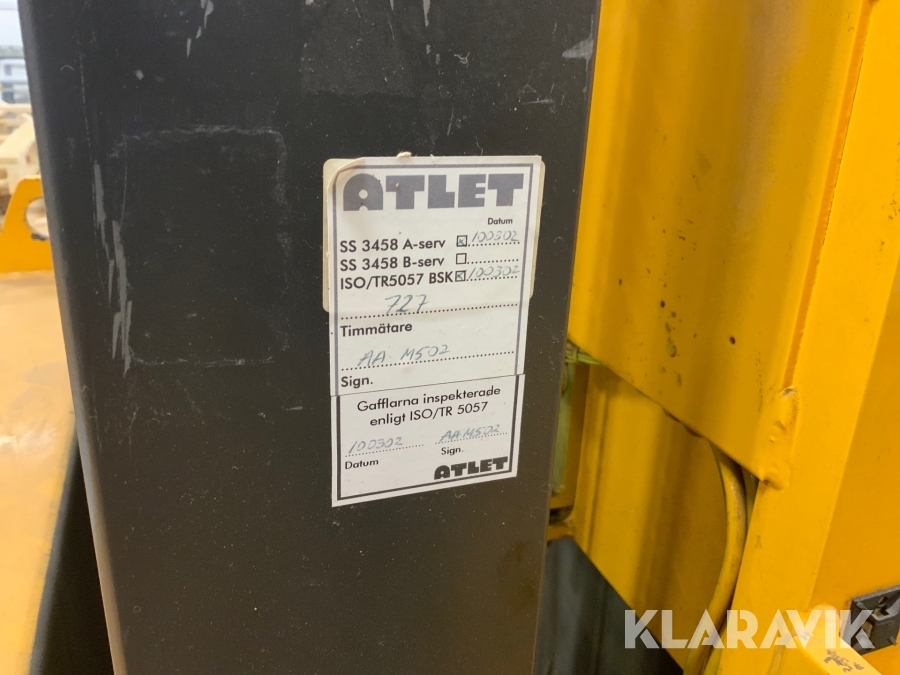 ATLET
Datum
SS 3458 A-serv 100302
SS 3458 B-serv
ISO/TR5057 BSK 100302
727
Timmätare
AA M502
Sign.
Gafflarna inspekterade
enligt ISO/TR 5057
100302 AA M502
Datum Sign.
ATLET
KLARAVIK